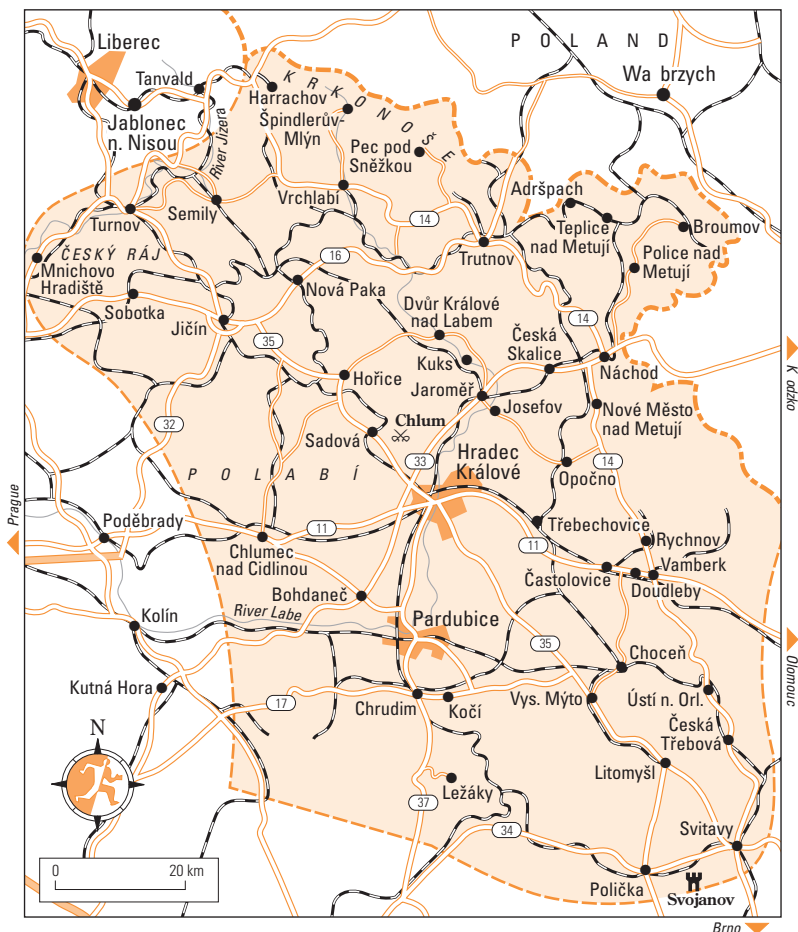 POLAND
Liberec
Tanvald
Wa brzych
KRKONOŠE
Harrachov
Jablonec
n. Nisou
Špindlerův-
Mlýn
River Jizera
Pec pod
Sněžkou
Adršpach
Vrchlabí
Semily
Turnov
14
Teplice
nad Metují
Broumov
Trutnov
ČESKÝ RÁJ
Mnichovo
Hradiště
16
Police nad
Metují
Nová Paka
Sobotka
Jičín
Dvůr Králové
nad Labem
14
Česká
Skalice
35
Kuks
Náchod
K odzko
Hořice
Jaroměř
Josefov
Nové Město
nad Metují
Chlum
32
Sadová
33
Hradec
Králové
14
POLABÍ
Opočno
Prague
Poděbrady
11
Třebechovice
Rychnov
Chlumec
nad Cidlinou
11
Vamberk
Častolovice
Doudleby
Bohdaneč
Kolín
River Labe
Pardubice
35
Olomouc
Choceň
Kutná Hora
17
Chrudim
Kočí
Vys. Mýto
Ústí n. Orl.
Česká
Třebová
N
Litomyšl
Ležáky
37
34
Svitavy
0
20 km
Polička
Svojanov
Brno